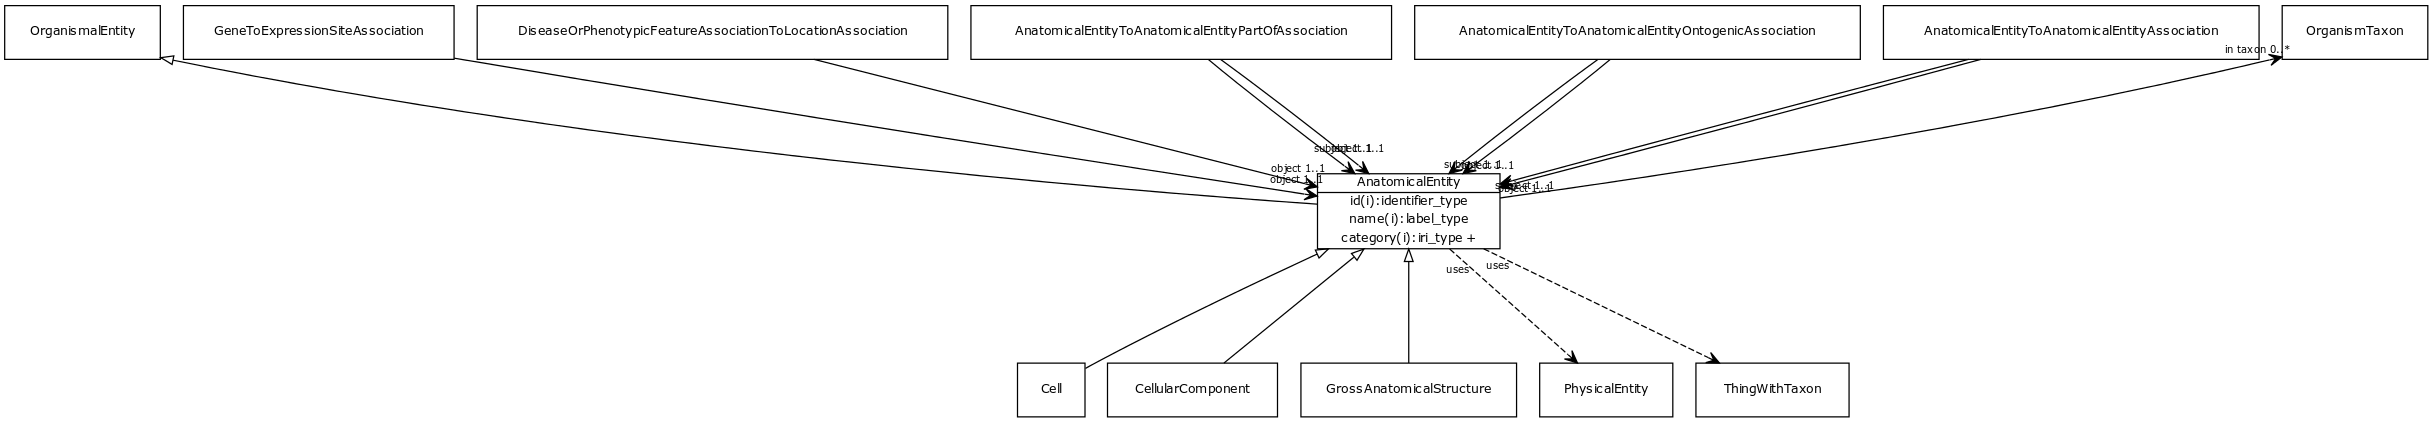 OrganismalEntity
GeneToExpressionSiteAssociation
DiseaseOrPhenotypicFeatureAssociationToLocationAssociation
AnatomicalEntityToAnatomicalEntityPartOfAssociation
AnatomicalEntityToAnatomicalEntityOntogenicAssociation
AnatomicalEntityToAnatomicalEntityAssociation
OrganismTaxon
in taxon 0..*
subject 1..1
object 1..1
subject 1..1
object 1..1
object 1..1
object 1..1
subject 1..1
object 1..1
AnatomicalEntity
id(i):identifier_type
name(i):label_type
category(i):iri_type +
uses
uses
Cell
CellularComponent
GrossAnatomicalStructure
PhysicalEntity
ThingWithTaxon